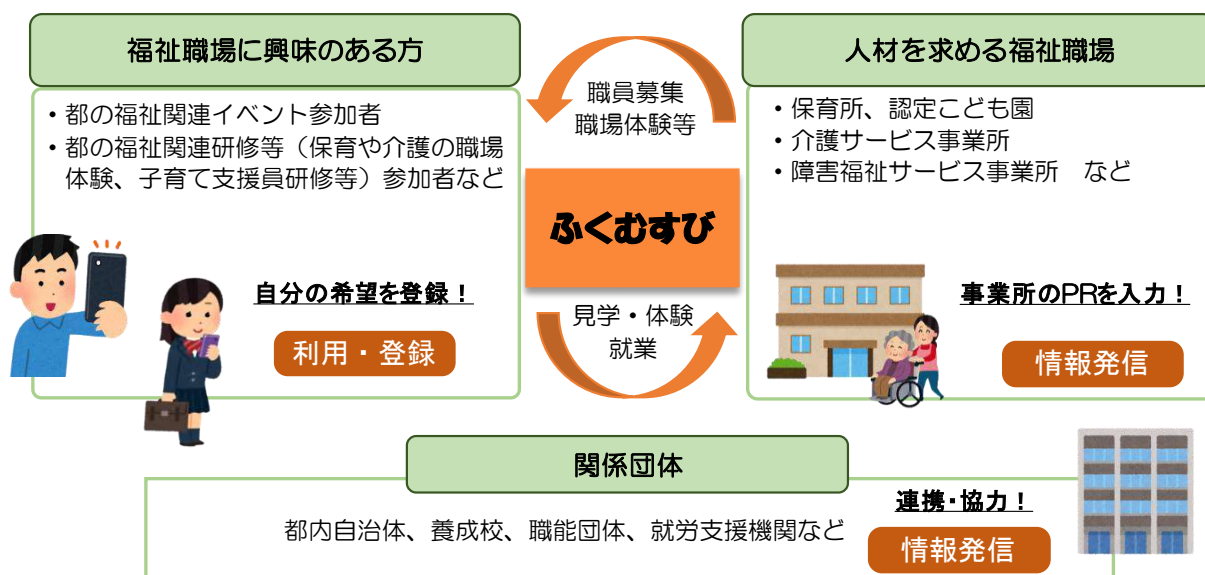 福祉職場に興味のある方
・都の福祉関連イベント参加者
・都の福祉関連研修等（保育や介護の職場
体験、子育て支援員研修等）参加者など
自分の希望を登録！
利用・登録
職員募集
職場体験等
ふくむすび
見学・体験
就業
人材を求める福祉職場
・保育所、認定こども園
・介護サービス事業所
・障害福祉サービス事業所　など
事業所のPRを入力！
情報発信
関係団体
都内自治体、養成校、職能団体、就労支援機関など
連携・協力！
情報発信